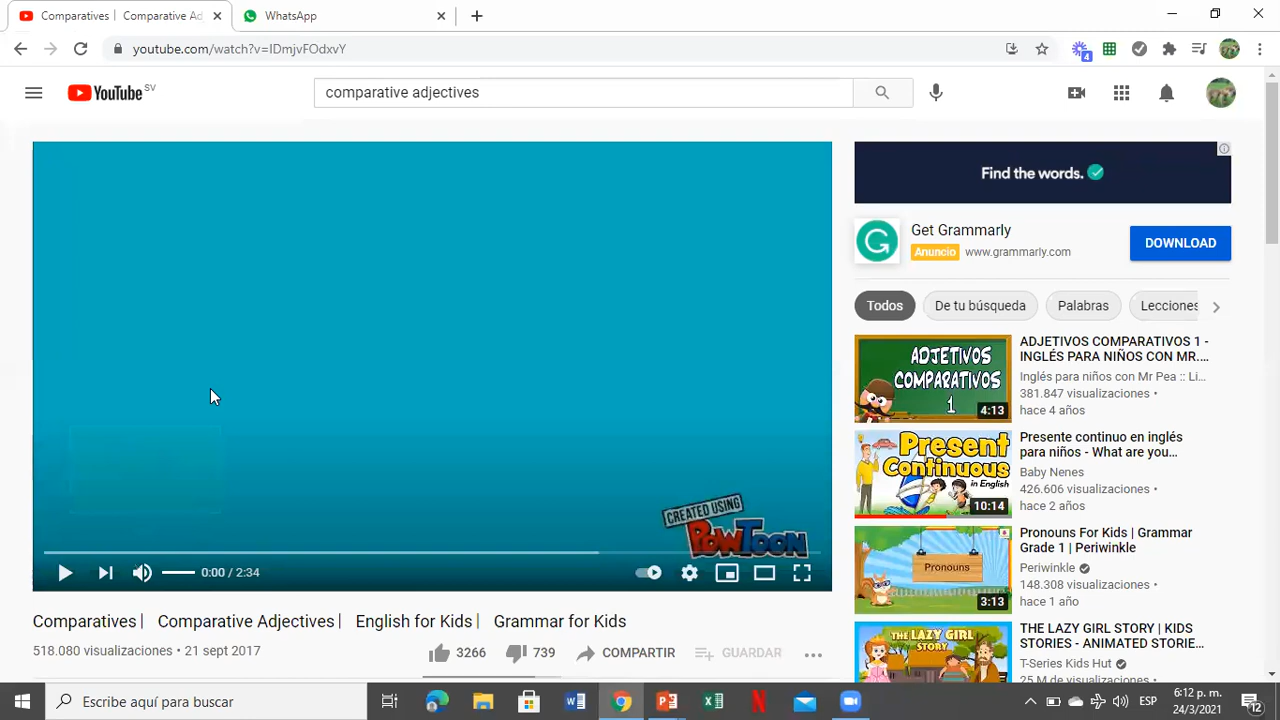 Comparatives | Comparative Ad
WhatsApp
youtube.com/watch?v=IDmjvFOdxvY
4
YouTube SV
comparative adjectives
Find the words.
Get Grammarly
Anuncio www.grammarly.com
DOWNLOAD
Todos
De tu búsqueda
Palabras
Lecciones
ADJETIVOS COMPARATIVOS 1
4:13
ADJETIVOS COMPARATIVOS 1 -
INGLÉS PARA NIÑOS CON MR....
Inglés para niños con Mr Pea :: Li...
381.847 visualizaciones •
hace 4 años
Present Continuous in English
10:14
Presente continuo en inglés
para niños - What are you...
Baby Nenes
426.606 visualizaciones •
hace 2 años
Pronouns
3:13
Pronouns For Kids | Grammar
Grade 1 | Periwinkle
Periwinkle
148.308 visualizaciones •
hace 1 año
THE LAZY GIRL STORY
THE LAZY GIRL STORY | KIDS
STORIES - ANIMATED STORIE...
T-Series Kids Hut
25 M de visualizaciones •
CREATED USING
POWTOON
0:00 / 2:34
Comparatives | Comparative Adjectives | English for Kids | Grammar for Kids
518.080 visualizaciones • 21 sept 2017
3266
739
COMPARTIR
GUARDAR
Escribe aquí para buscar
ESP
6:12 p. m.
24/3/2021
12